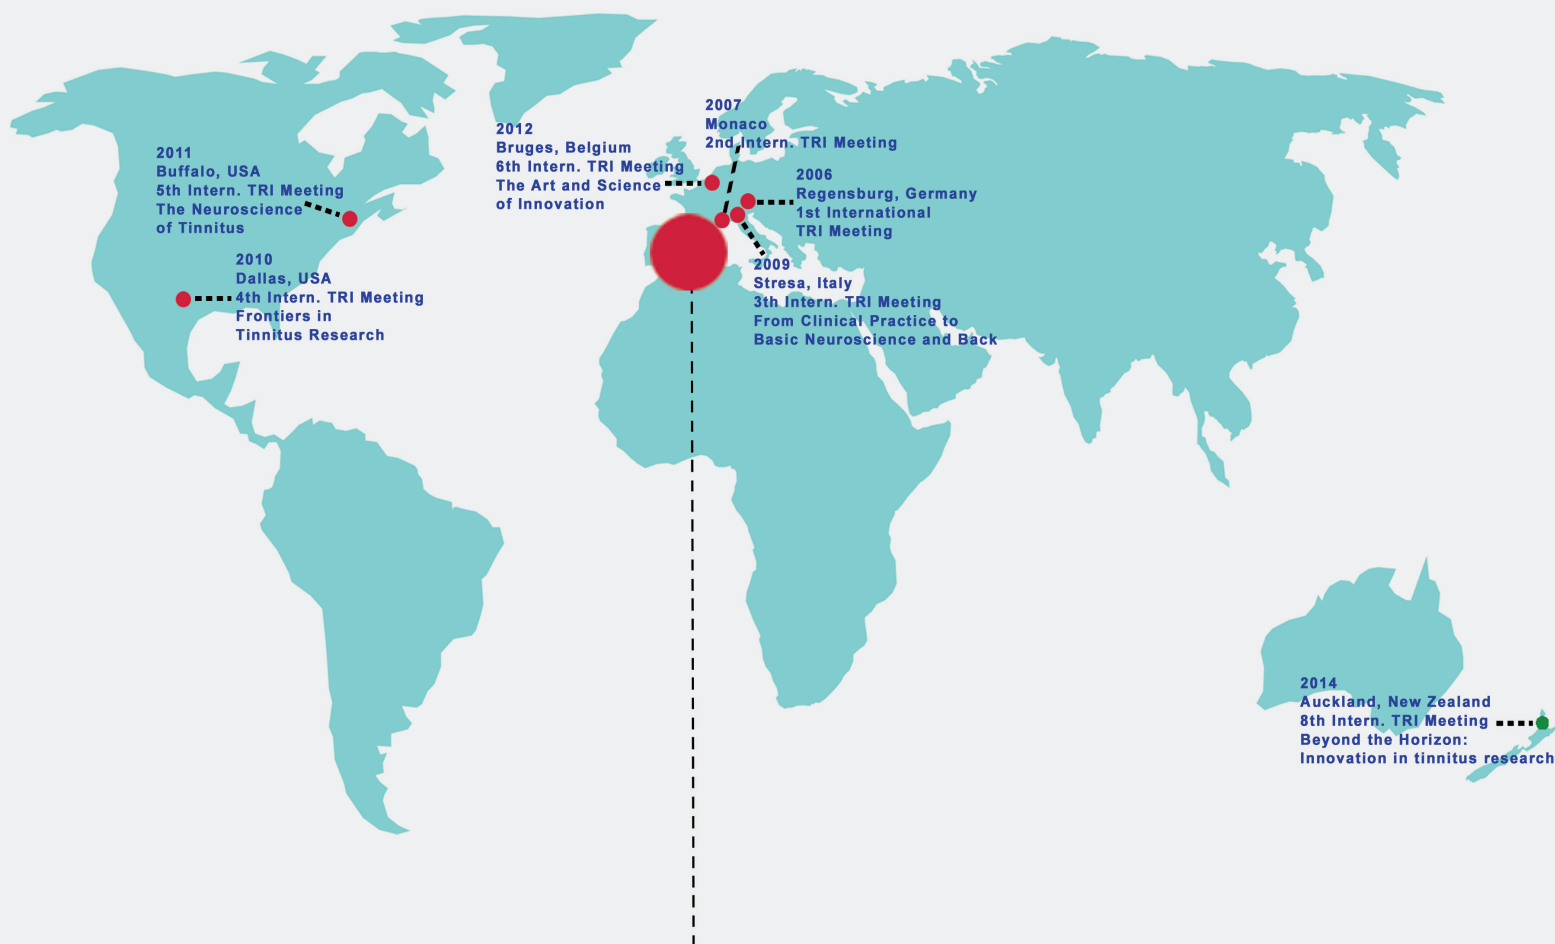 2007
Monaco
2nd Intern. TRI Meeting
2012
Bruges, Belgium
6th Intern. TRI Meeting
The Art and Science
of Innovation
2011
Buffalo, USA
5th Intern. TRI Meeting
The Neuroscience
of Tinnitus
2006
Regensburg, Germany
1st International
TRI Meeting
2010
Dallas, USA
4th Intern. TRI Meeting
Frontiers in
Tinnitus Research
2009
Stresa, Italy
3th Intern. TRI Meeting
From Clinical Practice to
Basic Neuroscience and Back
2014
Auckland, New Zealand
8th Intern. TRI Meeting
Beyond the Horizon:
Innovation in tinnitus research